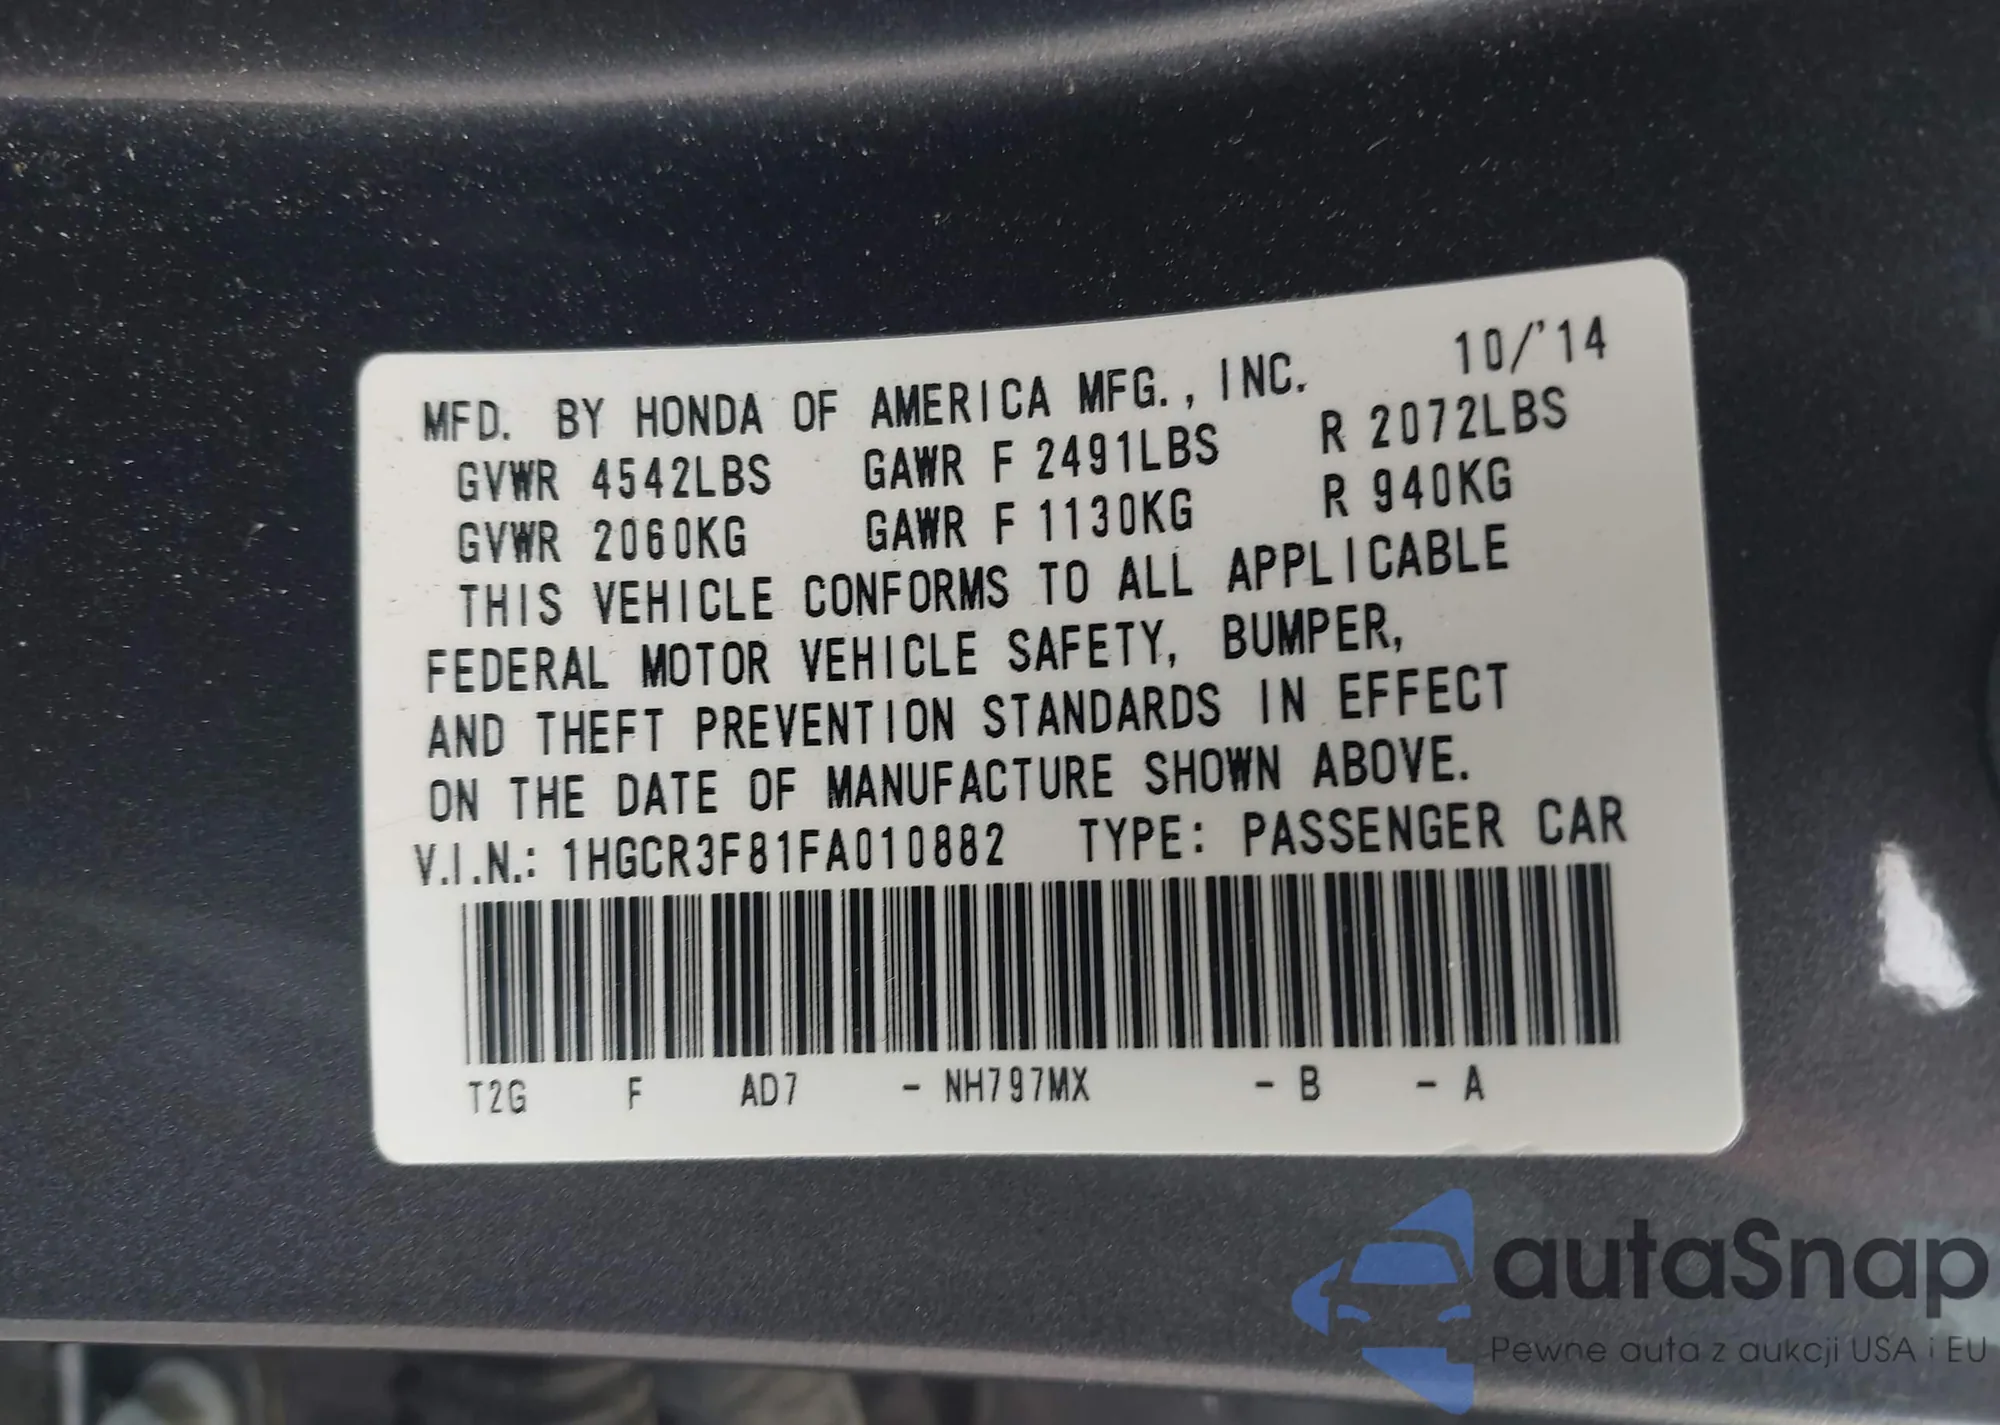 MFD. BY HONDA OF AMERICA MFG., INC. 10/'14
GVWR 4542LBS GAWR F 2491LBS R 2072LBS
GVWR 2060KG GAWR F 1130KG R 940KG
THIS VEHICLE CONFORMS TO ALL APPLICABLE
FEDERAL MOTOR VEHICLE SAFETY, BUMPER,
AND THEFT PREVENTION STANDARDS IN EFFECT
ON THE DATE OF MANUFACTURE SHOWN ABOVE.
V.I.N.: 1HGCR3F81FA010882 TYPE: PASSENGER CAR
T2G F AD7 - NH797MX - B - A
autaSnap
Pewne auta z aukcji USA i EU